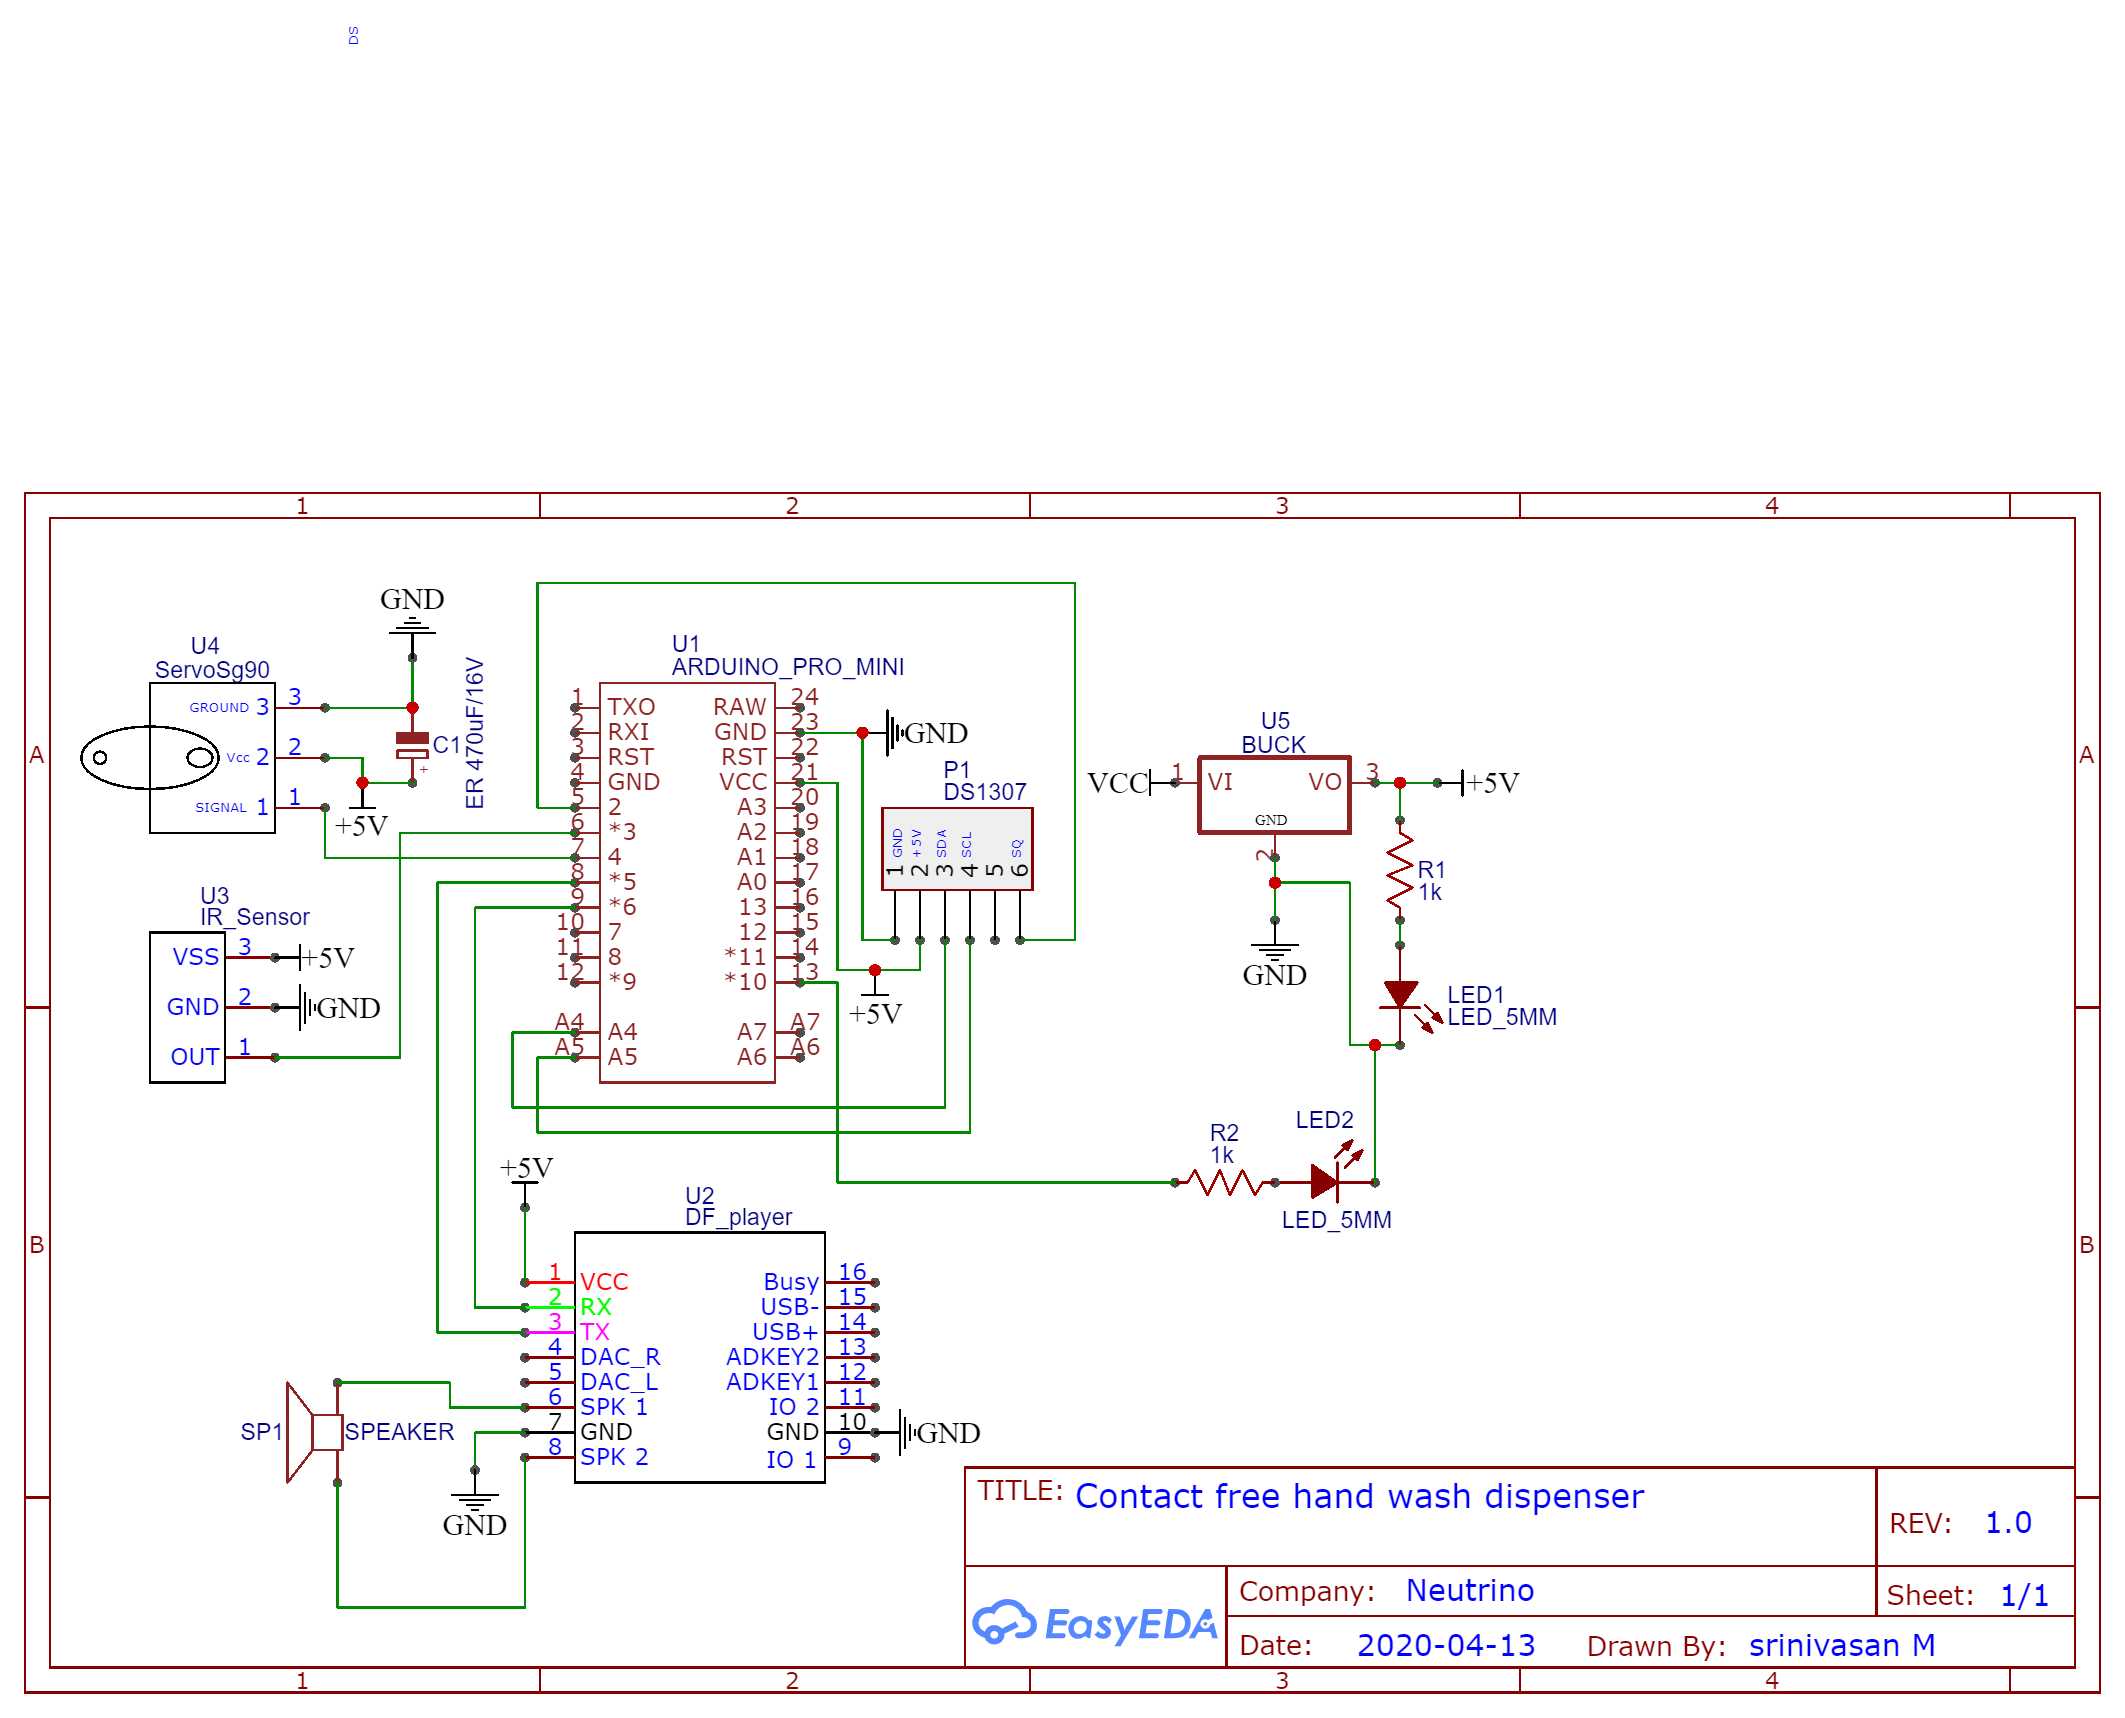 DS
1 2 3 4
A
B
A
B
GND
U4
ServoSg90
GROUND 3 3
Vcc 2 2
SIGNAL 1 1
C1
+
ER 470uF/16V
+5V
U3
IR_Sensor
VSS 3 +5V
GND 2 GND
OUT 1
U1
ARDUINO_PRO_MINI
1 TXO RAW 24
2 RXI GND 23 GND
3 RST RST 22
4 GND VCC 21
5 2 A3 20
6 *3 A2 19
7 4 A1 18
8 *5 A0 17
9 *6 13 16
10 7 12 15
11 8 *11 14
12 *9 *10 13
A4 A4 A7 A7
A5 A5 A6 A6
P1
DS1307
GND +5V SDA SCL SQ
1 2 3 4 5 6
+5V
U5
BUCK
VCC 1 VI VO 3 +5V
GND
2
GND
R1
1k
LED1
LED_5MM
R2
1k
LED2
LED_5MM
+5V
U2
DF_player
1 VCC Busy 16
2 RX USB- 15
3 TX USB+ 14
4 DAC_R ADKEY2 13
5 DAC_L ADKEY1 12
6 SPK 1 IO 2 11
7 GND GND 10 GND
8 SPK 2 IO 1 9
SP1 SPEAKER
GND
TITLE: Contact free hand wash dispenser
REV: 1.0
EasyEDA
Company: Neutrino
Sheet: 1/1
Date: 2020-04-13 Drawn By: srinivasan M
1 2 3 4